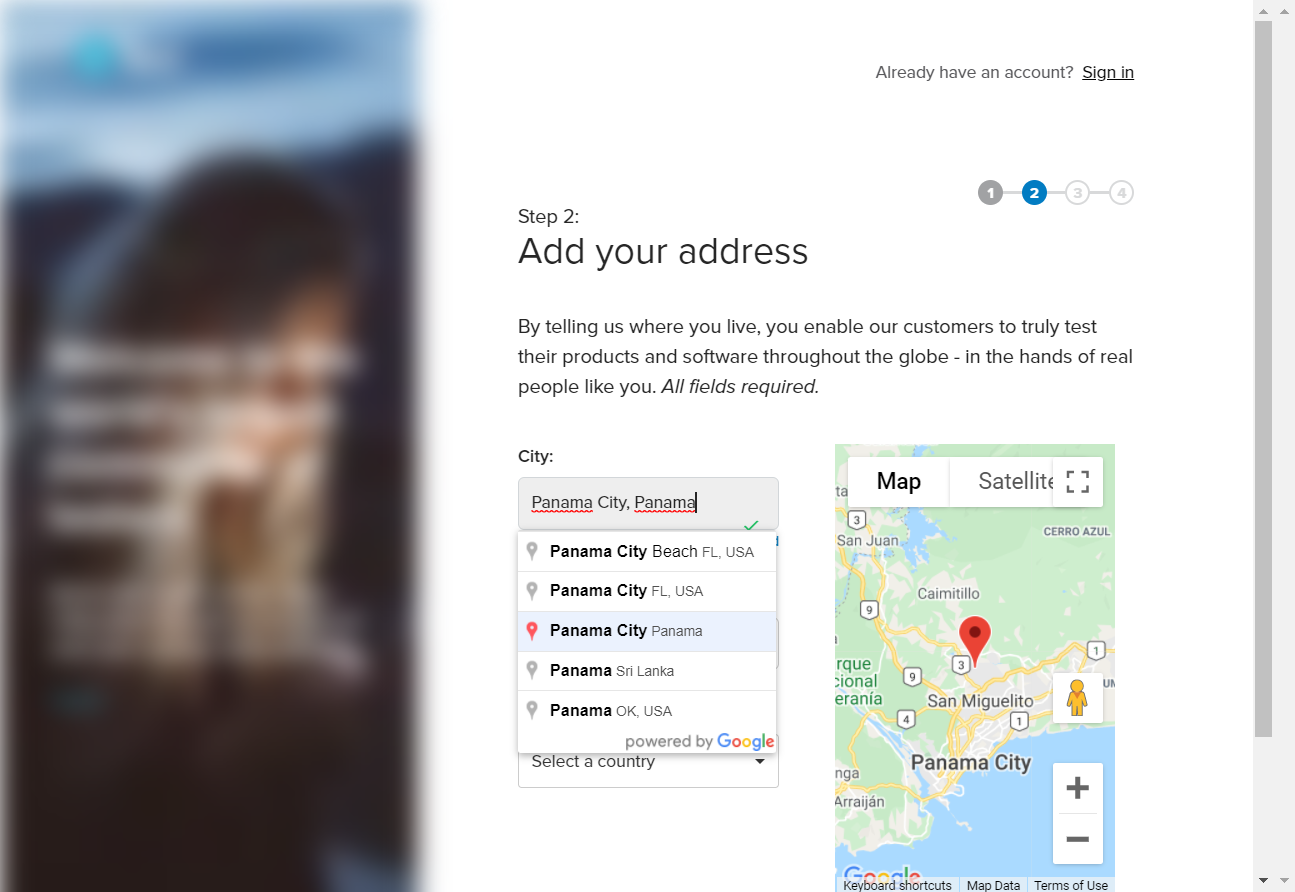 Already have an account? Sign in
1 2 3 4
Step 2:
Add your address
By telling us where you live, you enable our customers to truly test
their products and software throughout the globe - in the hands of real
people like you. All fields required.
City:
Panama City, Panama
Panama City Beach FL, USA
Panama City FL, USA
Panama City Panama
Panama Sri Lanka
Panama OK, USA
powered by Google
Select a country
Map
Satellite
3
San Juan
CERRO AZUL
Caimitillo
9
1
3
rque
9
cional
eranía
San Miguelito
4
1
Panama City
nga
Arraiján
Google
Keyboard shortcuts
Map Data
Terms of Use